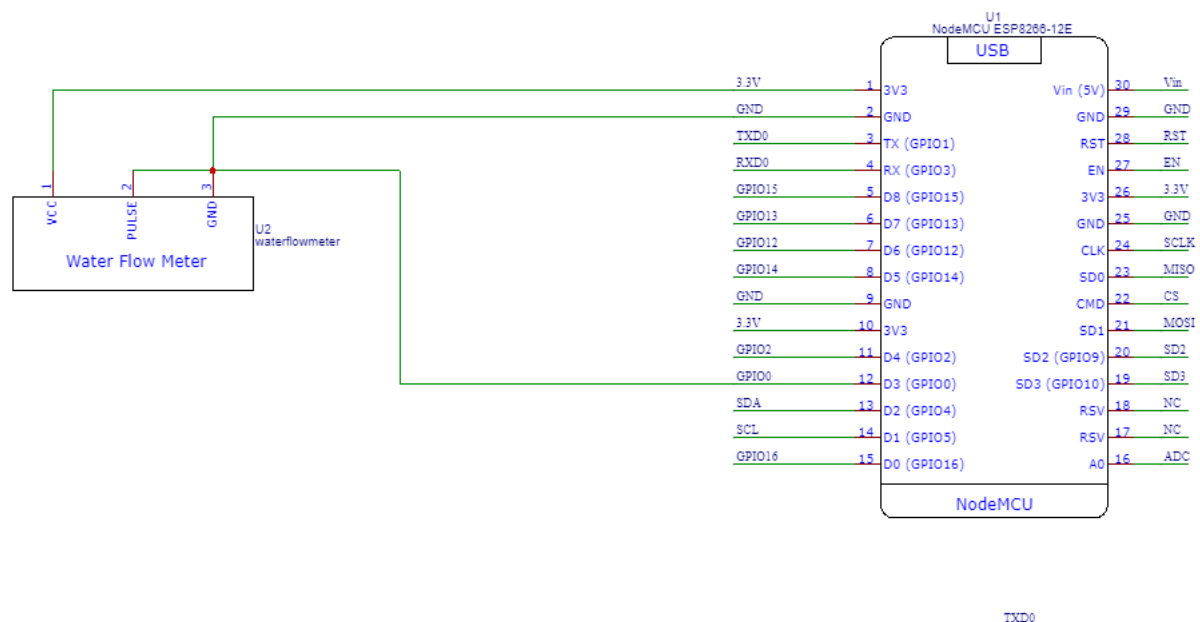 U1
NodeMCU ESP8266-12E
USB
3.3V 1 3V3 Vin (5V) 30 Vin
GND 2 GND GND 29 GND
TXD0 3 TX (GPIO1) RST 28 RST
RXD0 4 RX (GPIO3) EN 27 EN
GPIO15 5 D8 (GPIO15) 3V3 26 3.3V
GPIO13 6 D7 (GPIO13) GND 25 GND
GPIO12 7 D6 (GPIO12) CLK 24 SCLK
GPIO14 8 D5 (GPIO14) SD0 23 MISO
GND 9 GND CMD 22 CS
3.3V 10 3V3 SD1 21 MOSI
GPIO2 11 D4 (GPIO2) SD2 (GPIO9) 20 SD2
GPIO0 12 D3 (GPIO0) SD3 (GPIO10) 19 SD3
SDA 13 D2 (GPIO4) RSV 18 NC
SCL 14 D1 (GPIO5) RSV 17 NC
GPIO16 15 D0 (GPIO16) A0 16 ADC
NodeMCU
1 2 3
VCC PULSE GND
U2
waterflowmeter
Water Flow Meter
TXD0